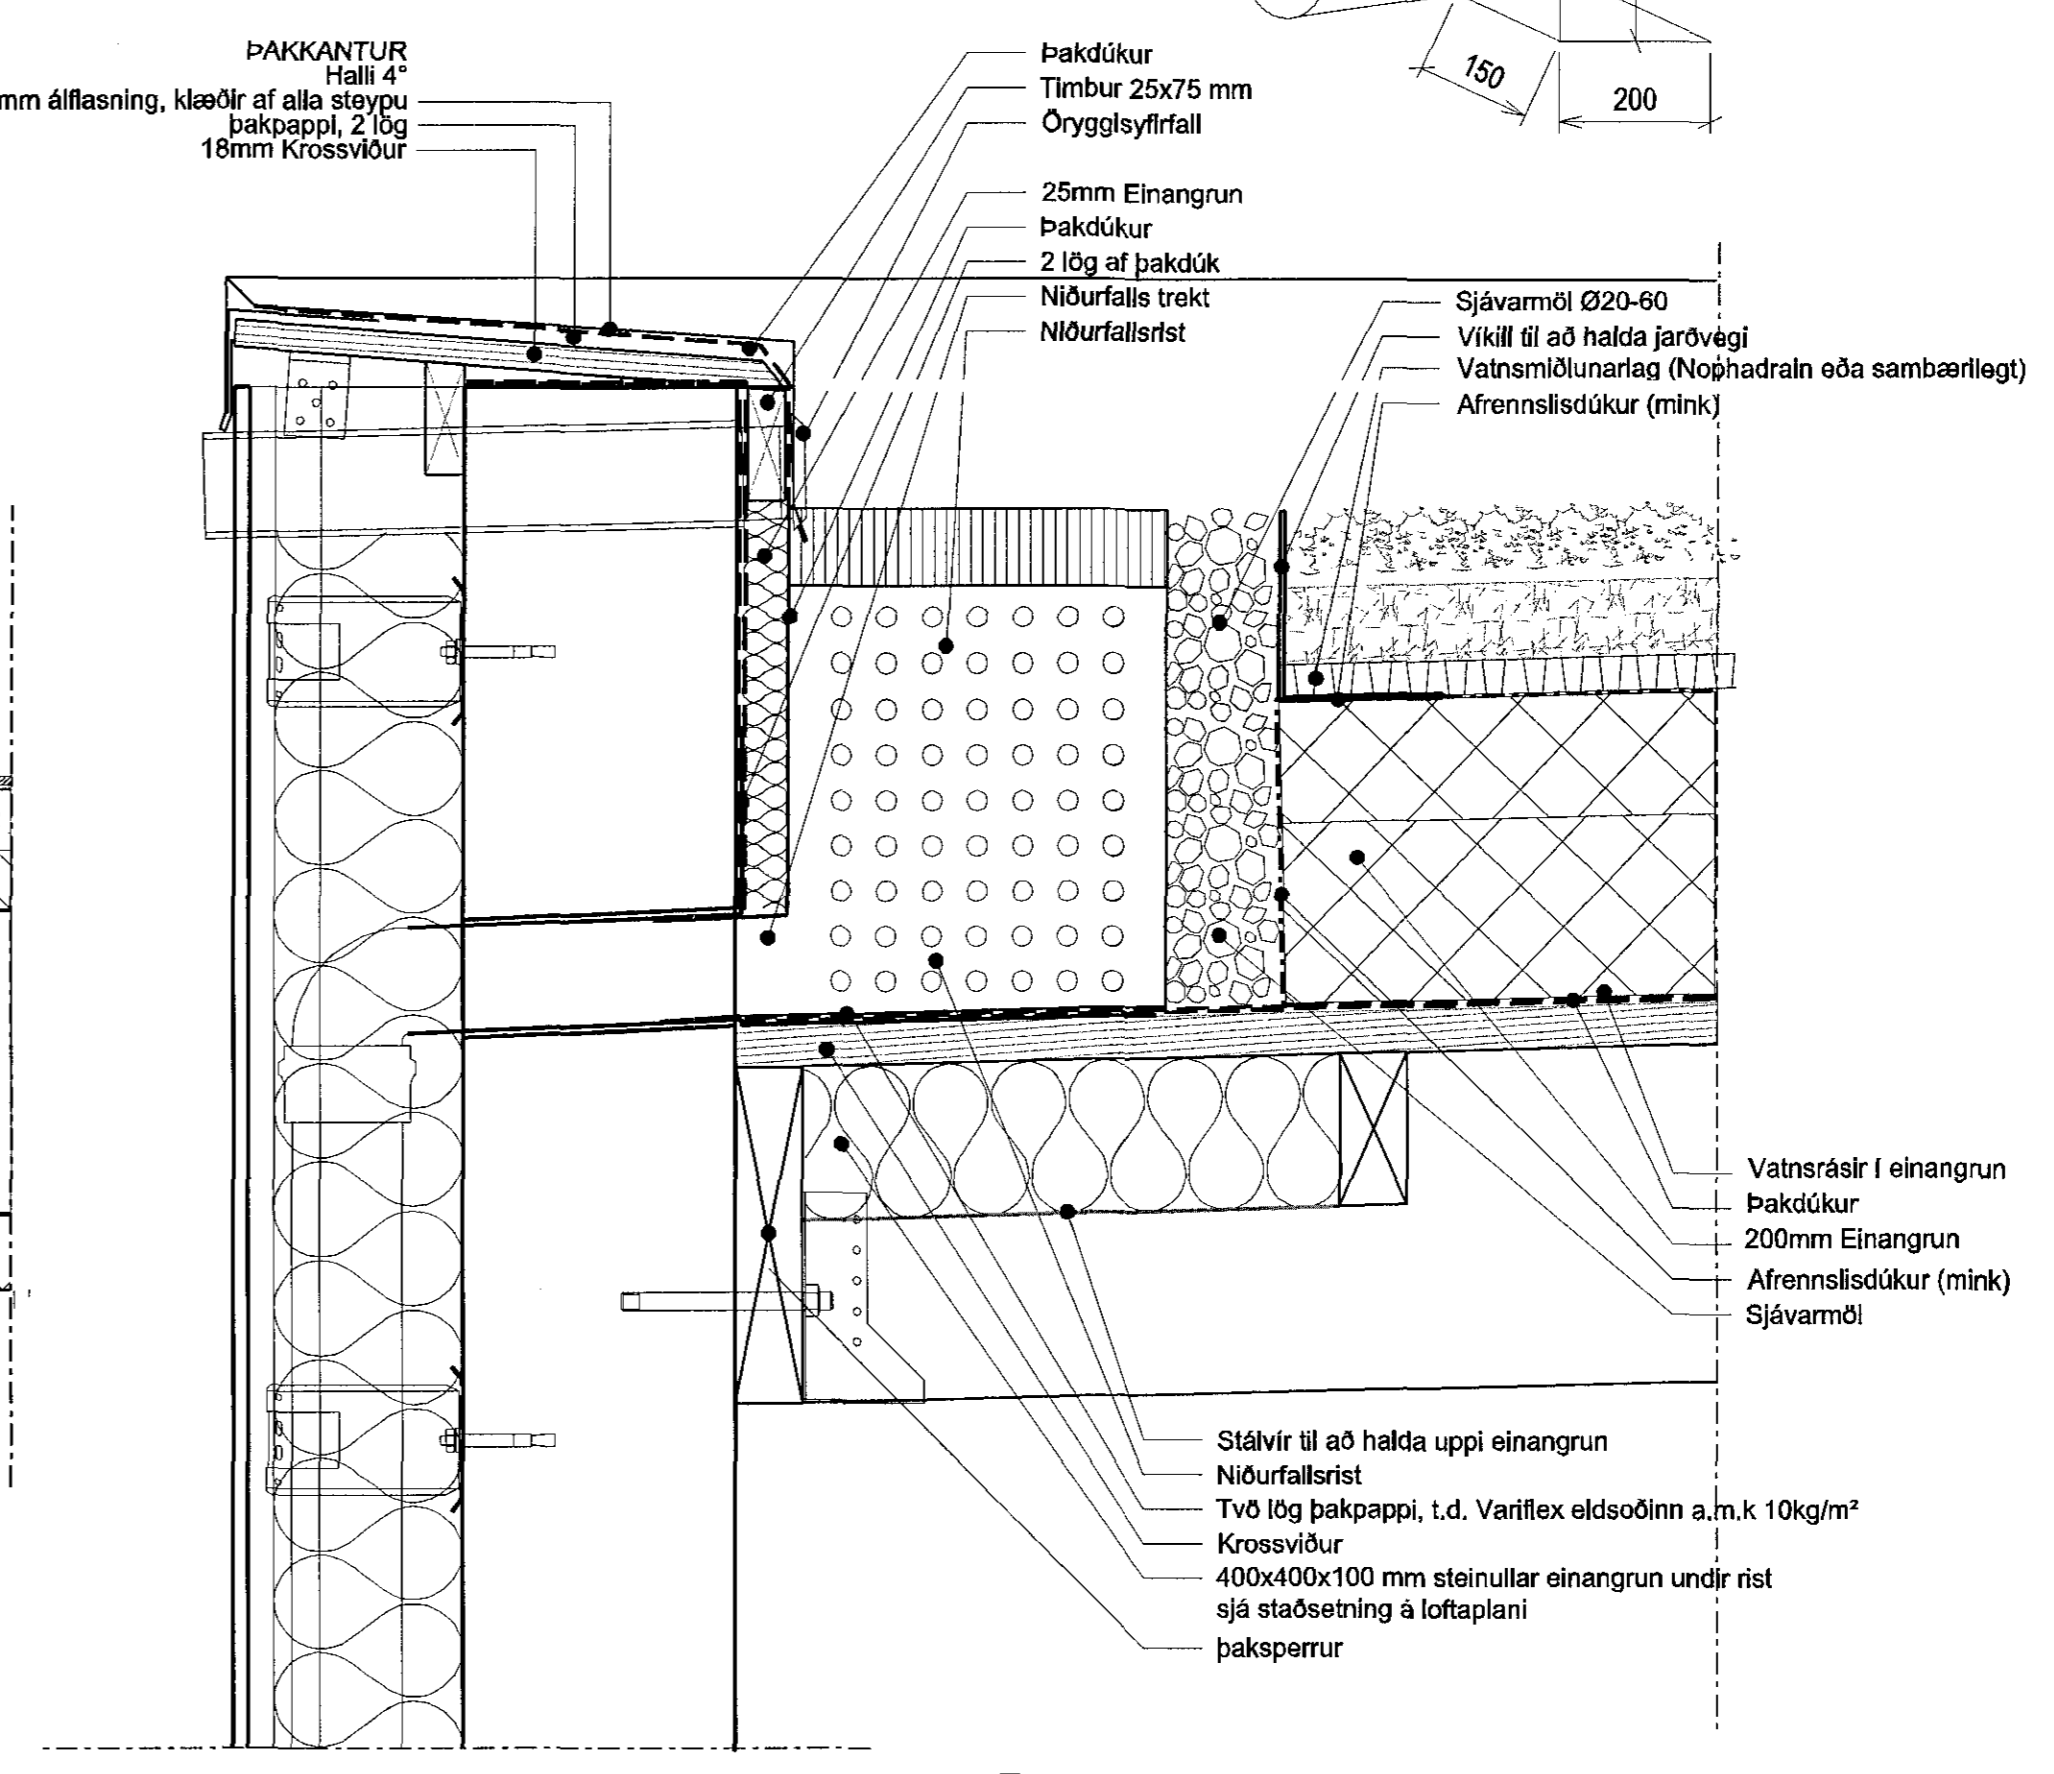 ÞAKKANTUR
Halli 4°
mm álflasning, klæðir af alla steypu
þakpappi, 2 lög
18mm Krossviður
Þakdúkur
Timbur 25x75 mm
Öryggisyfirfall
25mm Einangrun
Þakdúkur
2 lög af þakdúk
Niðurfalls trekt
Niðurfallsrist
150
200
Sjávarmöl Ø20-60
Víkill til að halda jarðvegi
Vatnsmiðlunarlag (Nophadrain eða sambærilegt)
Afrennslisdúkur (mink)
Vatnsrásir í einangrun
Þakdúkur
200mm Einangrun
Afrennslisdúkur (mink)
Sjávarmöl
Stálvír til að halda uppi einangrun
Niðurfallsrist
Tvö lög þakpappi, t.d. Variflex eldsoðinn a.m.k 10kg/m²
Krossviður
400x400x100 mm steinullar einangrun undir rist
sjá staðsetning á loftaplani
þaksperrur